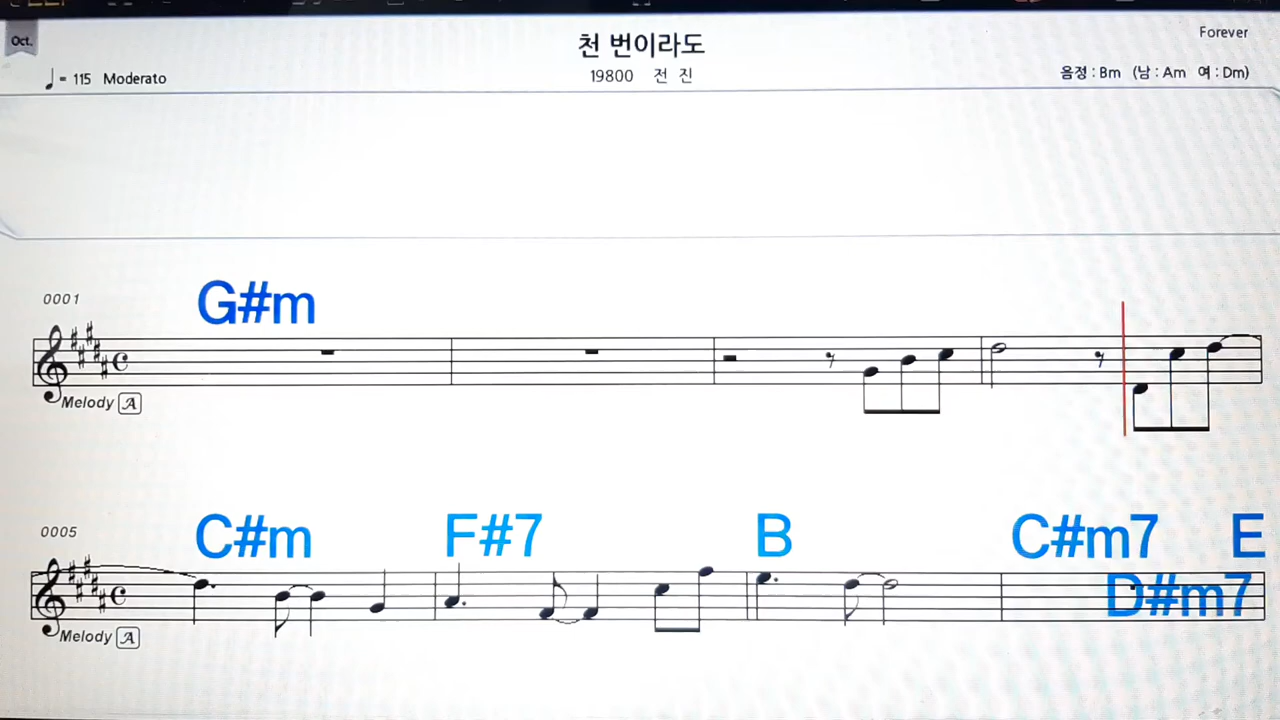 Oct.
천 번이라도
Forever
♩= 115 Moderato
19800 전 진
음정 : Bm (남 : Am 여 : Dm)
0001
G#m
Melody A
0005
C#m F#7 B C#m7 E
D#m7
Melody A